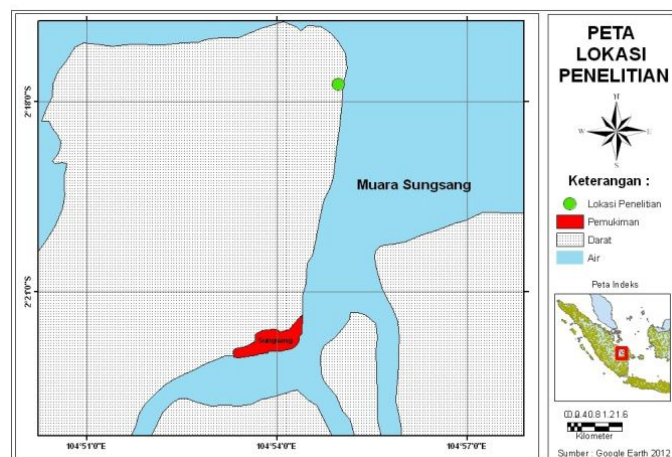 PETA
LOKASI
PENELITIAN
N
W
E
S
Keterangan :
Lokasi Penelitian
Pemukiman
Darat
Air
Peta Indeks
Kilometer
Sumber : Google Earth 2012
Muara Sungsang
Sungsang
2°18'0"S
2°21'0"S
104°51'0"E
104°54'0"E
104°57'0"E